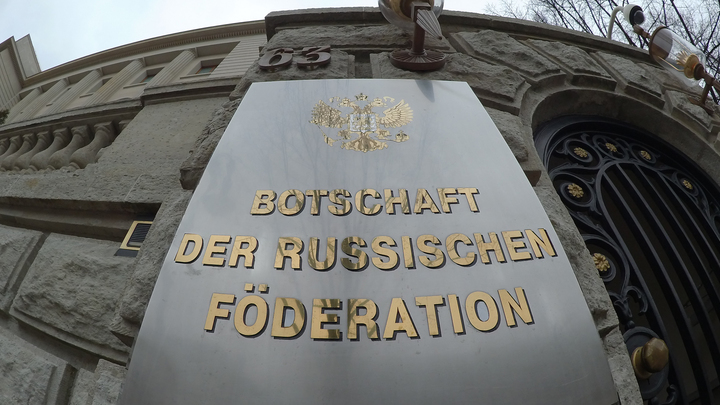 63
BOTSCHAFT
DER RUSSISCHEN
FÖDERATION